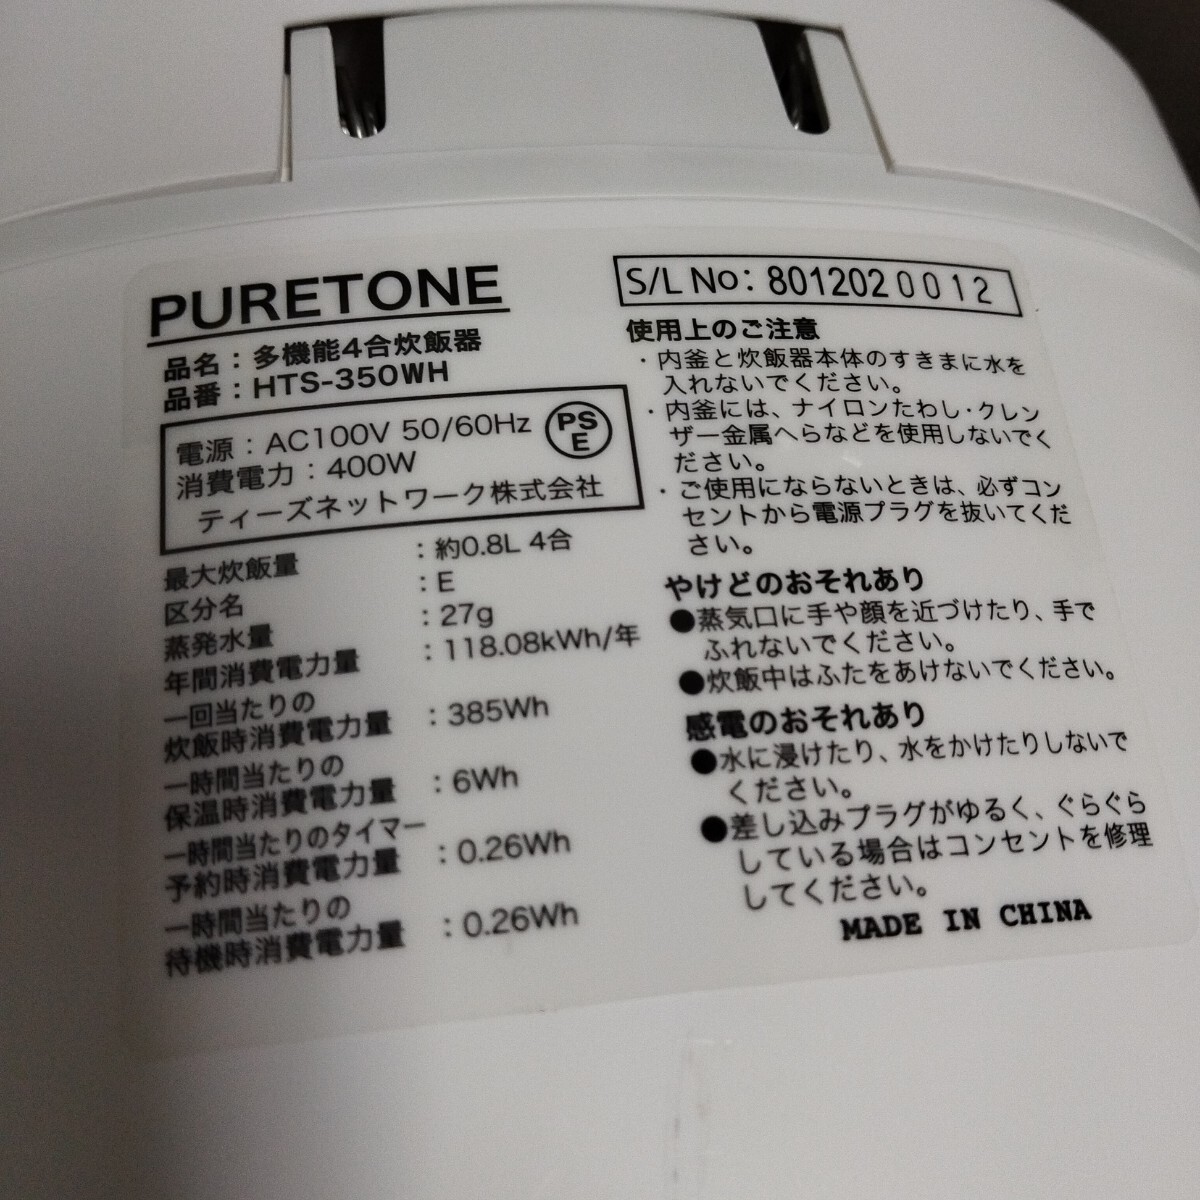 PURETONE
品名：多機能4合炊飯器
品番：HTS-350WH
電源：AC100V 50/60Hz
PS
E
消費電力：400W
ティーズネットワーク株式会社
最大炊飯量：約0.8L 4合
区分名：E
蒸発水量：27g
年間消費電力量：118.08kWh/年
一回当たりの
炊飯時消費電力量：385Wh
一時間当たりの
保温時消費電力量：6Wh
一時間当たりのタイマー
予約時消費電力量：0.26Wh
一時間当たりの
待機時消費電力量：0.26Wh
S/L No：8012020012
使用上のご注意
・内釜と炊飯器本体のすきまに水を
入れないでください。
・内釜には、ナイロンたわし・クレン
ザー金属へらなどを使用しないでく
ださい。
・ご使用にならないときは、必ずコン
セントから電源プラグを抜いてくだ
さい。
やけどのおそれあり
●蒸気口に手や顔を近づけたり、手で
ふれないでください。
●炊飯中はふたをあけないでください。
感電のおそれあり
●水に浸けたり、水をかけたりしないで
ください。
●差し込みプラグがゆるく、ぐらぐら
している場合はコンセントを修理
してください。
MADE IN CHINA